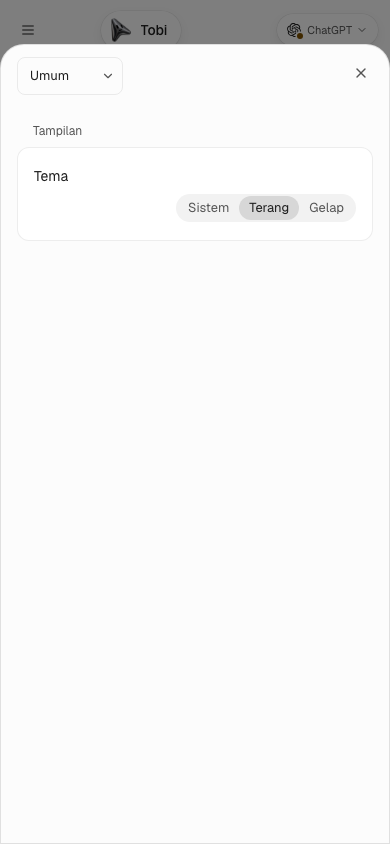 Tobi
ChatGPT
Umum
Tampilan
Tema
Sistem
Terang
Gelap